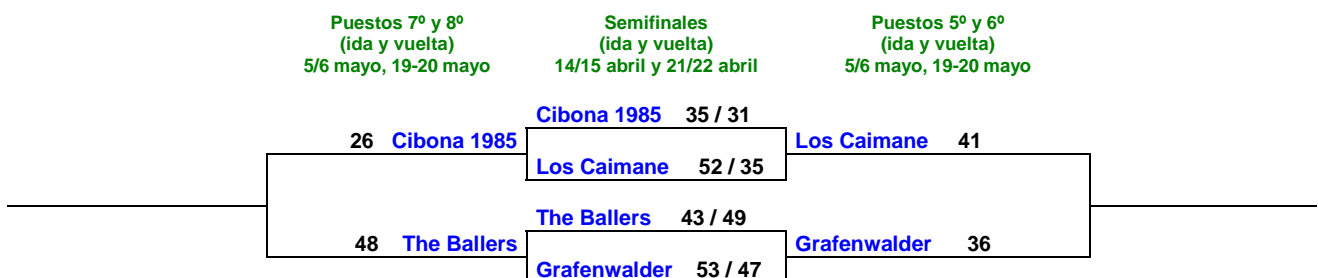 Puestos 7º y 8º
(ida y vuelta)
5/6 mayo, 19-20 mayo
Semifinales
(ida y vuelta)
14/15 abril y 21/22 abril
Puestos 5º y 6º
(ida y vuelta)
5/6 mayo, 19-20 mayo
Cibona 1985 35 / 31
26 Cibona 1985
Los Caimane 41
Los Caimane 52 / 35
The Ballers 43 / 49
48 The Ballers
Grafenwalder 36
Grafenwalder 53 / 47